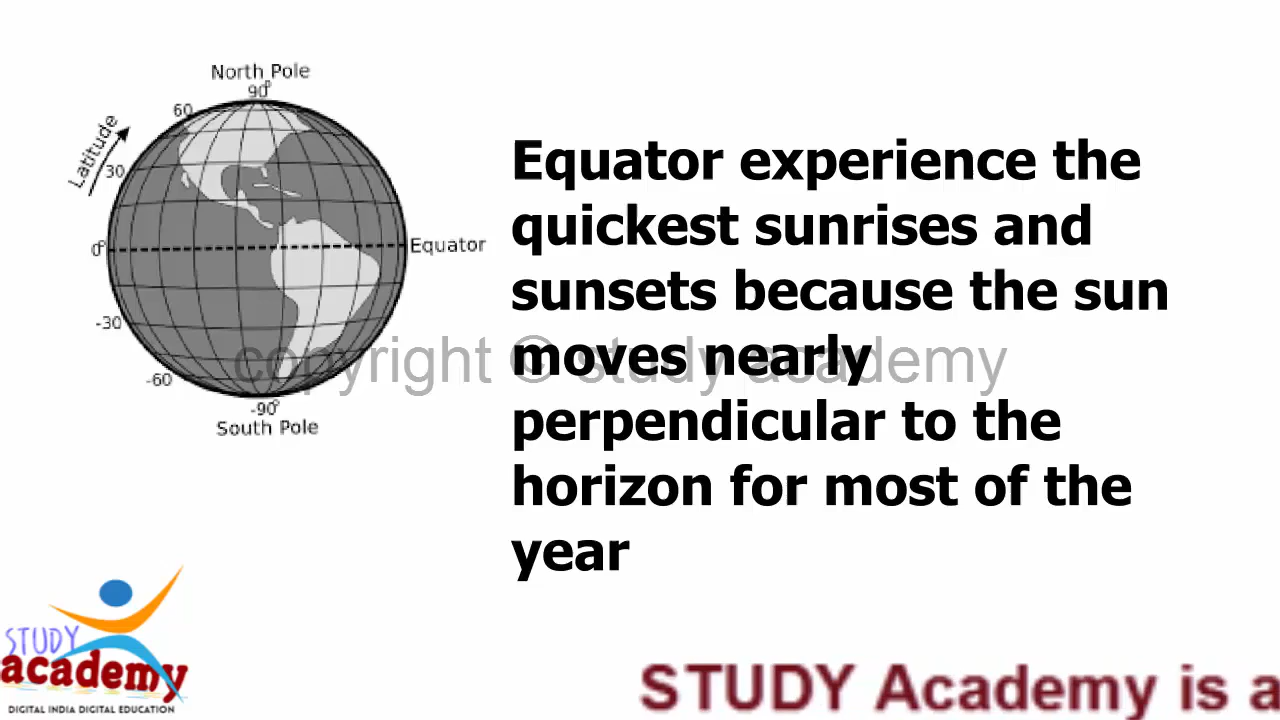 North Pole
90°
60
Latitude
30
0°
Equator
-30
-60
-90°
South Pole
Equator experience the
quickest sunrises and
sunsets because the sun
moves nearly
perpendicular to the
horizon for most of the
year
copyright © study academy
STUDY
academy
DIGITAL INDIA DIGITAL EDUCATION
STUDY Academy is a